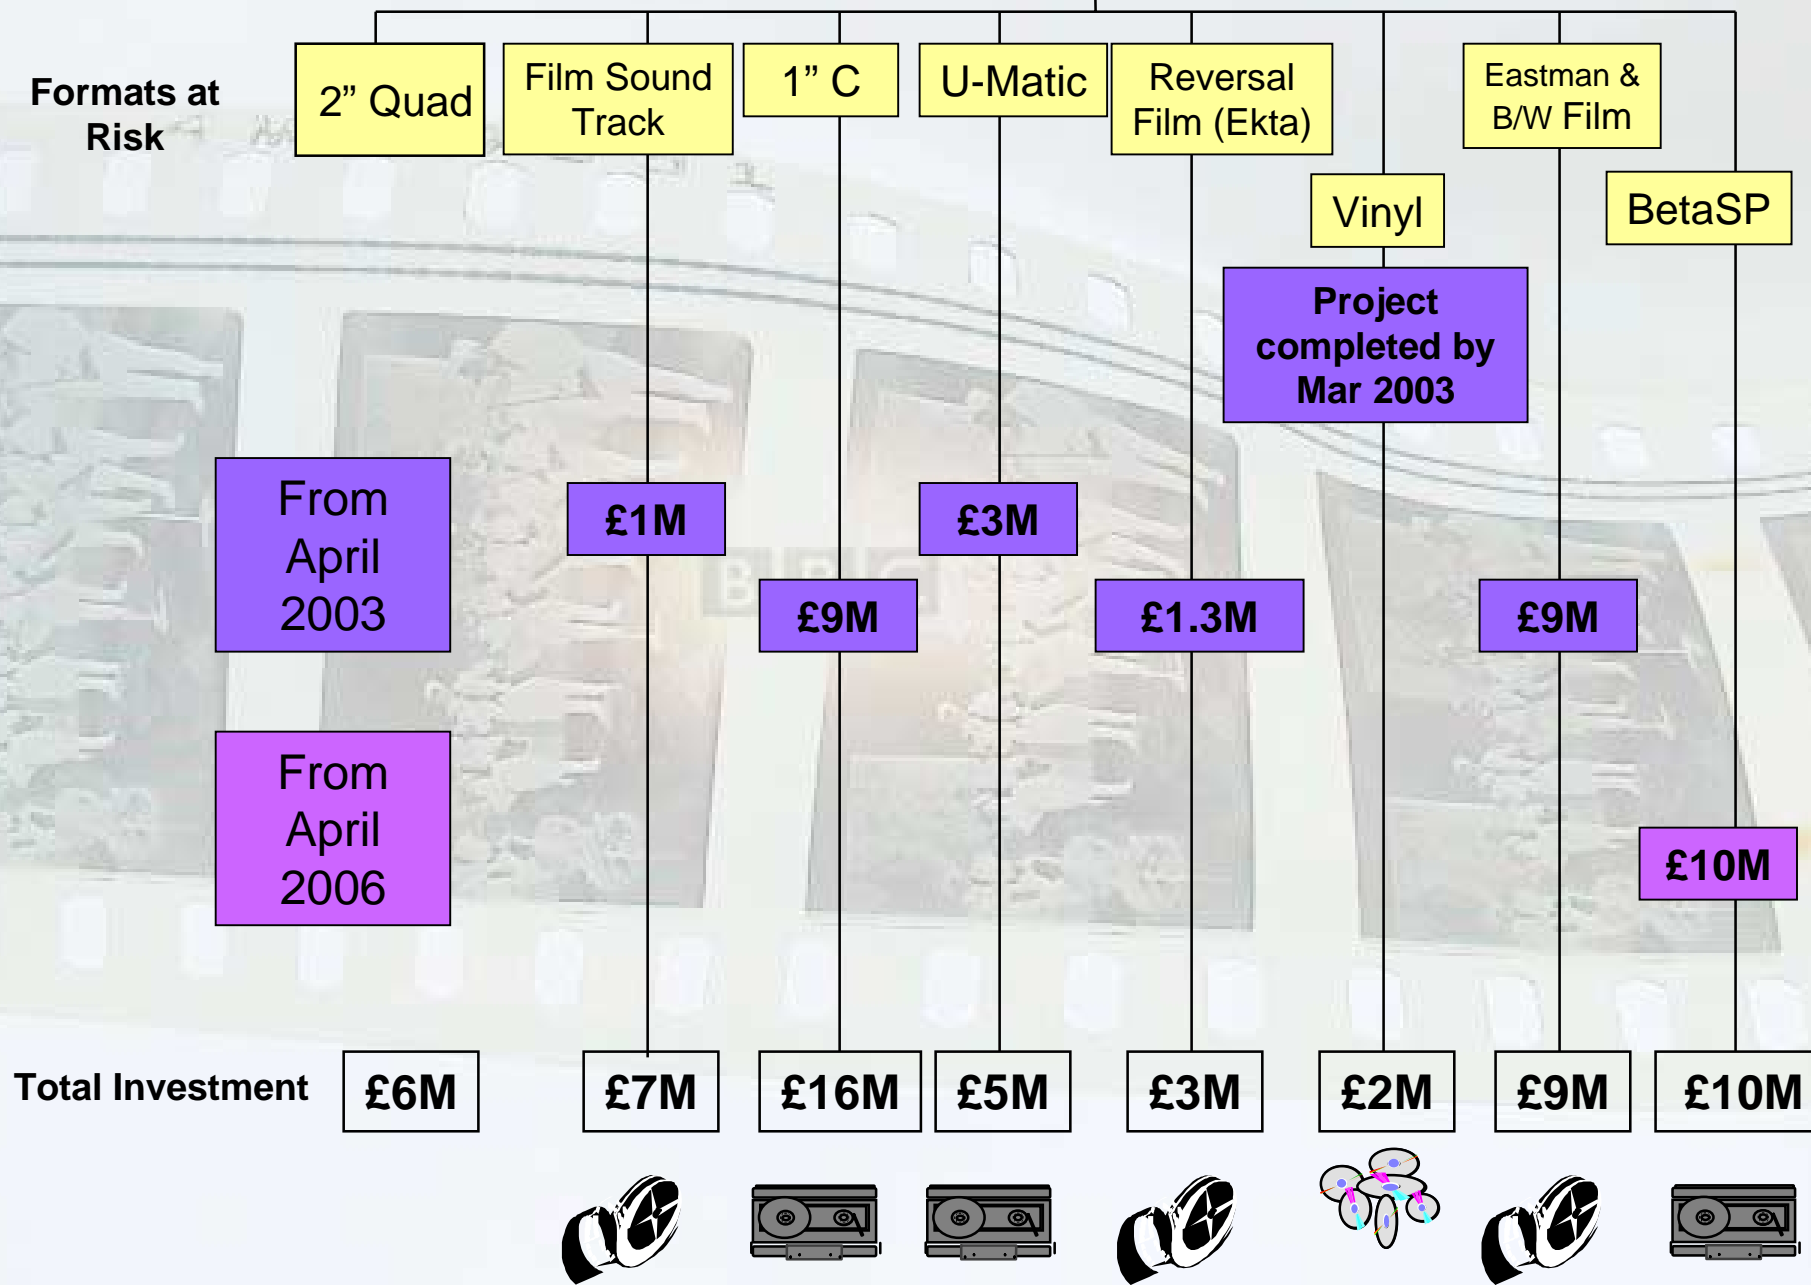 Formats at
Risk
2” Quad
Film Sound
Track
1” C
U-Matic
Reversal
Film (Ekta)
Eastman &
B/W Film
Vinyl
BetaSP
Project
completed by
Mar 2003
From
April
2003
£1M
£3M
£9M
£1.3M
£9M
BBC
From
April
2006
£10M
Total Investment
£6M
£7M
£16M
£5M
£3M
£2M
£9M
£10M